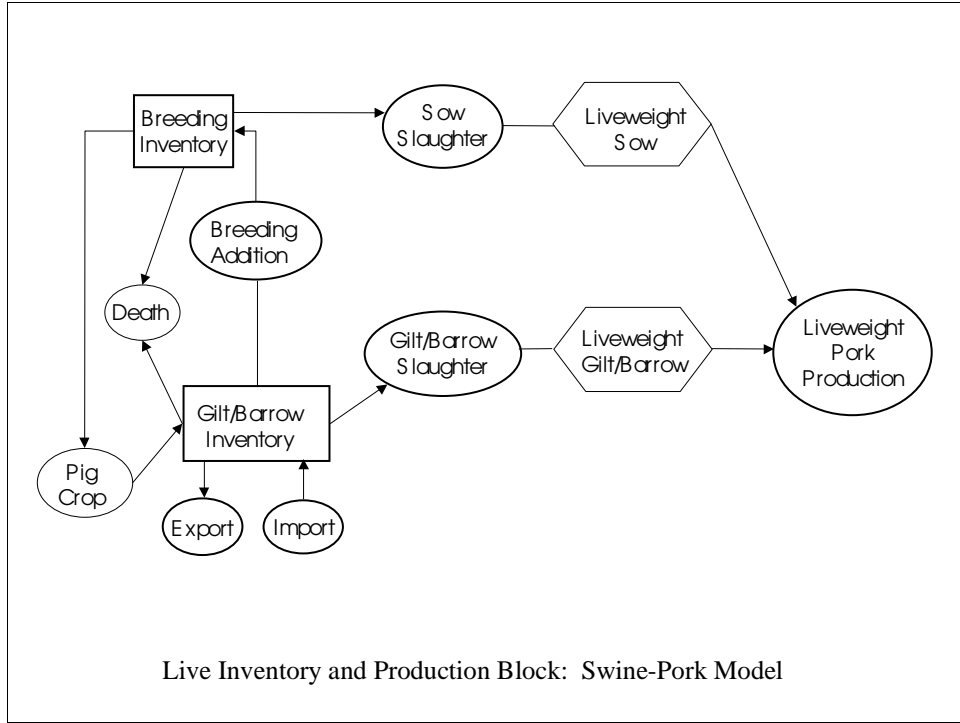 Breeding
Inventory
Sow
Slaughter
Liveweight
Sow
Breeding
Addition
Death
Gilt/Barrow
Slaughter
Liveweight
Gilt/Barrow
Liveweight
Pork
Production
Gilt/Barrow
Inventory
Pig
Crop
Export
Import
Live Inventory and Production Block: Swine-Pork Model